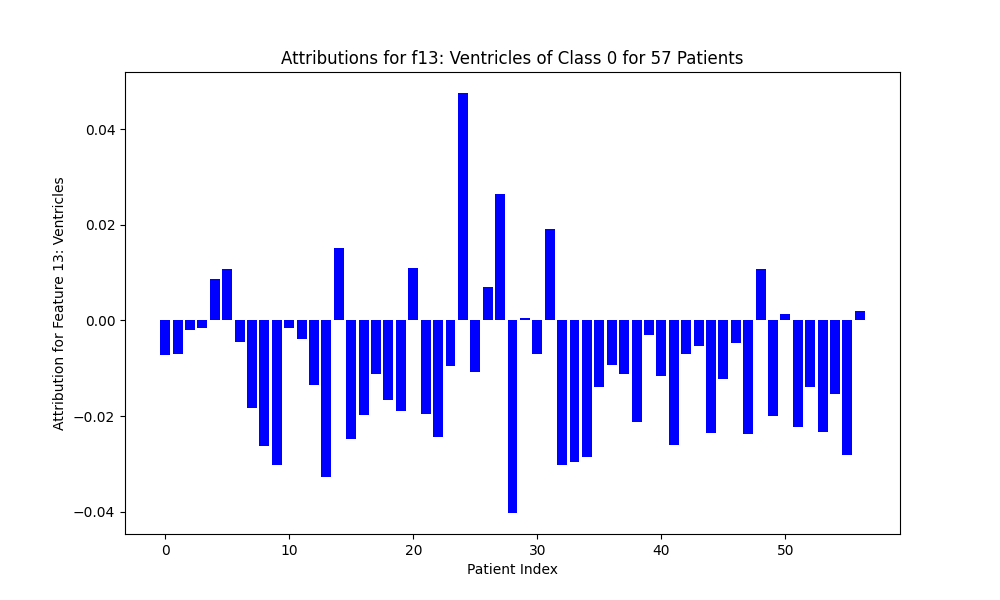 Attributions for f13: Ventricles of Class 0 for 57 Patients
Attribution for Feature 13: Ventricles
0.04
0.02
0.00
−0.02
−0.04
0 10 20 30 40 50
Patient Index